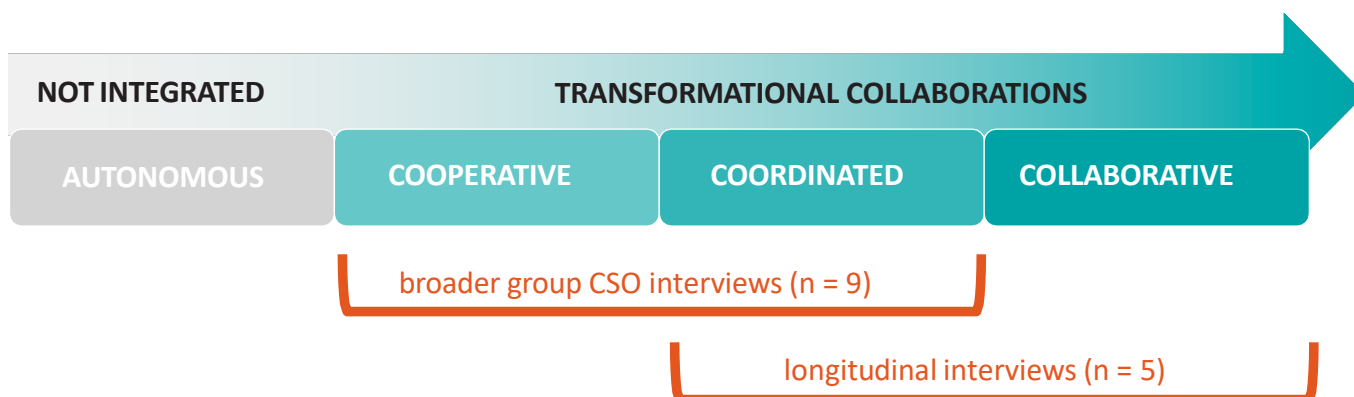 NOT INTEGRATED
TRANSFORMATIONAL COLLABORATIONS
AUTONOMOUS
COOPERATIVE
COORDINATED
COLLABORATIVE
broader group CSO interviews (n = 9)
longitudinal interviews (n = 5)